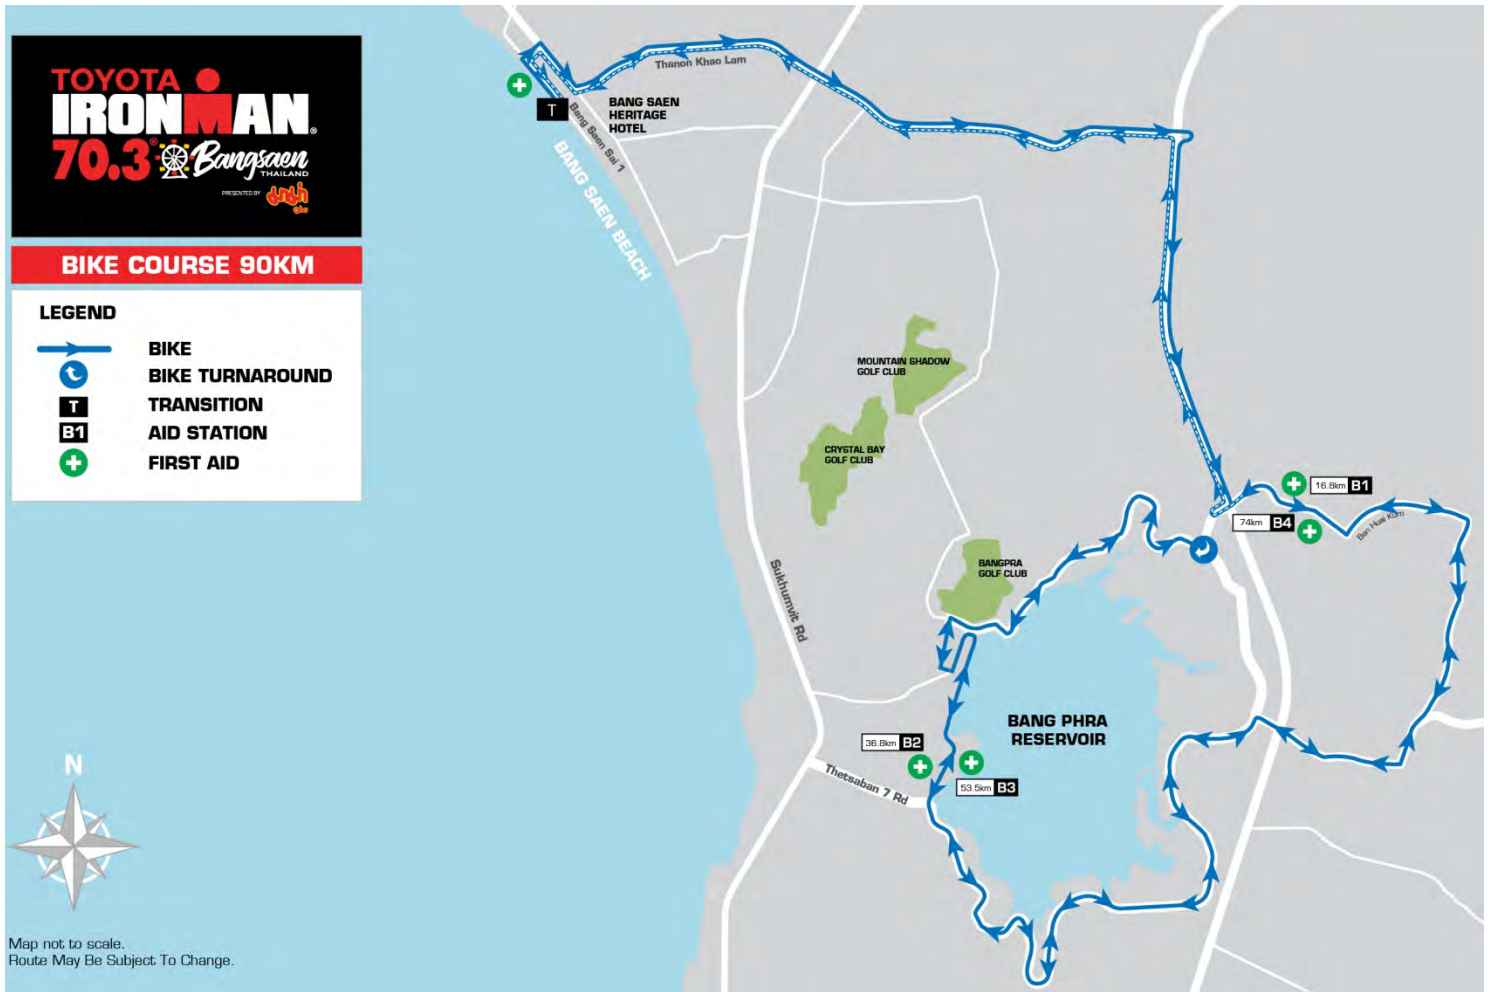 TOYOTA
IRONMAN
70.3 Bangsaen
THAILAND
PRESENTED BY
BIKE COURSE 90KM
LEGEND
BIKE
BIKE TURNAROUND
T TRANSITION
B1 AID STATION
FIRST AID
Thanon Khao Lam
T
BANG SAEN
HERITAGE
HOTEL
Bang Saen Sai 1
BANG SAEN BEACH
MOUNTAIN SHADOW
GOLF CLUB
CRYSTAL BAY
GOLF CLUB
16.8km B1
74km B4
Ban Huai Kum
BANGPRA
GOLF CLUB
Sukhumvit Rd
BANG PHRA
RESERVOIR
36.8km B2
53.5km B3
Thetsaban 7 Rd
N
Map not to scale.
Route May Be Subject To Change.